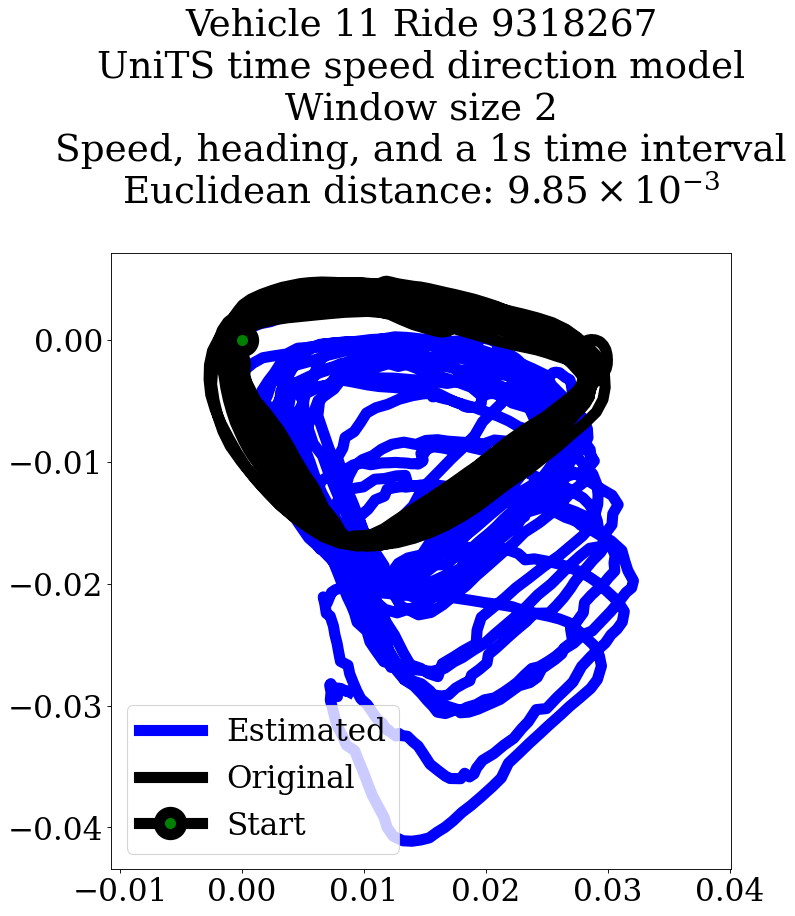 Vehicle 11 Ride 9318267
UniTS time speed direction model
Window size 2
Speed, heading, and a 1s time interval
Euclidean distance: 9.85 × 10⁻³
0.00
−0.01
−0.02
−0.03
−0.04
Estimated
Original
Start
−0.01 0.00 0.01 0.02 0.03 0.04